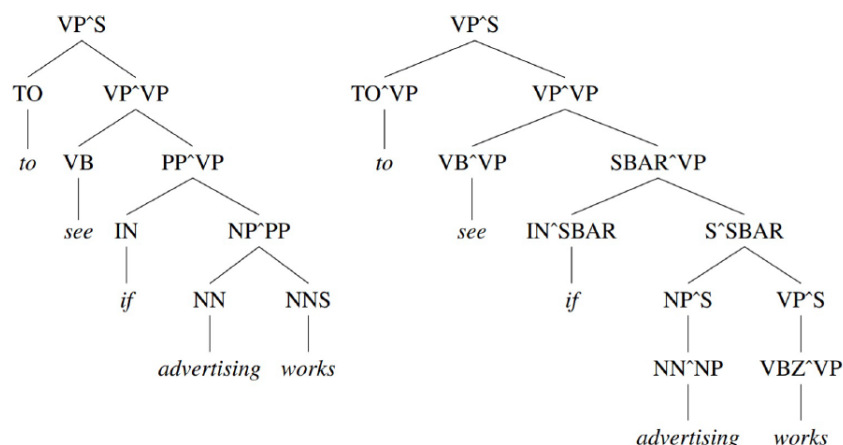 VP^S VP^S
TO VP^VP TO^VP VP^VP
to VB PP^VP to VB^VP SBAR^VP
see IN NP^PP see IN^SBAR S^SBAR
if NN NNS if NP^S VP^S
advertising works NN^NP VBZ^VP
advertising works